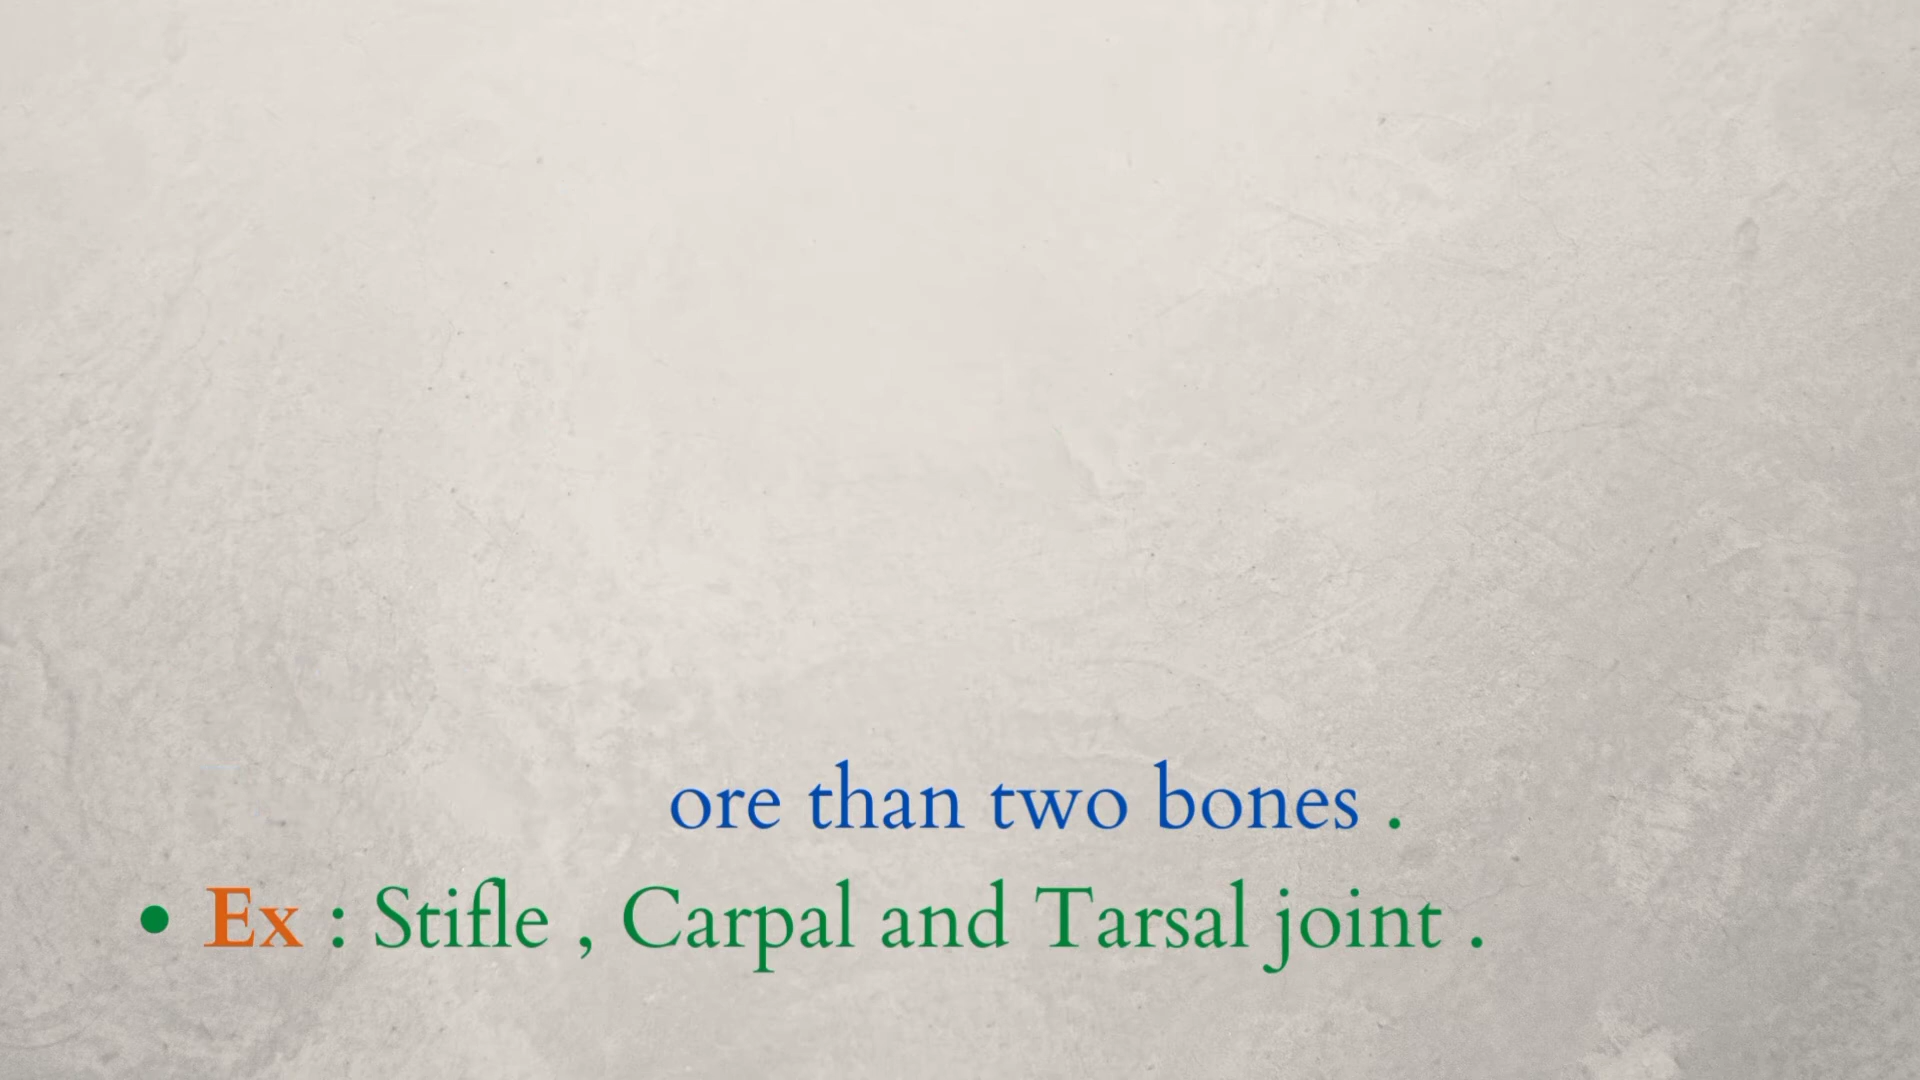 ore than two bones .
• Ex : Stifle , Carpal and Tarsal joint .